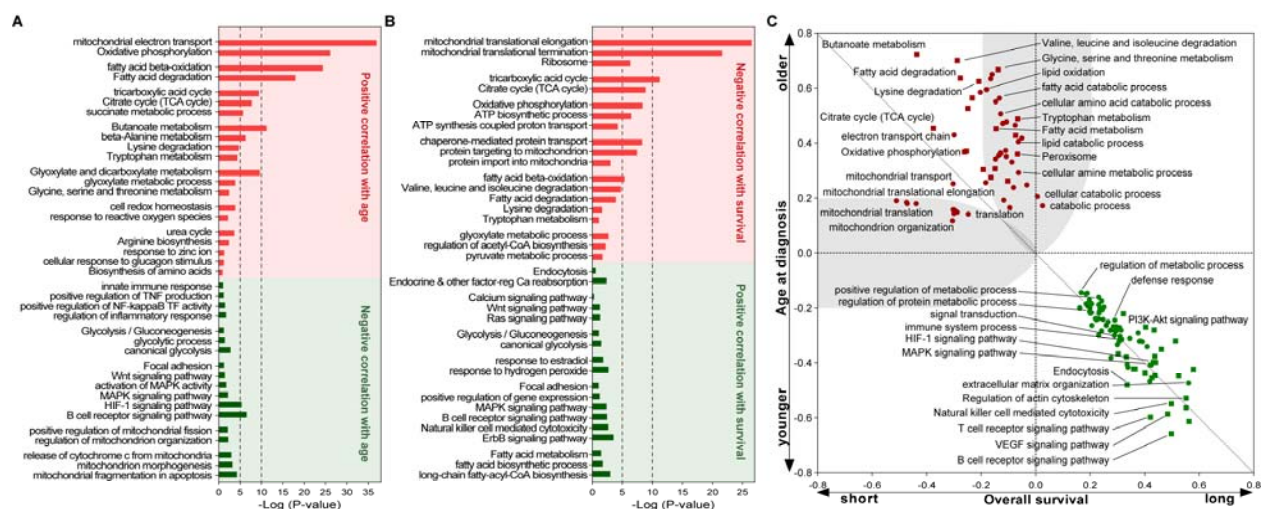 A
mitochondrial electron transport
Oxidative phosphorylation
fatty acid beta-oxidation
Fatty acid degradation
tricarboxylic acid cycle
Citrate cycle (TCA cycle)
succinate metabolic process
Butanoate metabolism
beta-Alanine metabolism
Lysine degradation
Tryptophan metabolism
Glyoxylate and dicarboxylate metabolism
glyoxylate metabolic process
Glycine, serine and threonine metabolism
cell redox homeostasis
response to reactive oxygen species
urea cycle
Arginine biosynthesis
response to zinc ion
cellular response to glucagon stimulus
Biosynthesis of amino acids
innate immune response
positive regulation of TNF production
positive regulation of NF-kappaB TF activity
regulation of inflammatory response
Glycolysis / Gluconeogenesis
glycolytic process
canonical glycolysis
Focal adhesion
Wnt signaling pathway
activation of MAPK activity
MAPK signaling pathway
HIF-1 signaling pathway
B cell receptor signaling pathway
positive regulation of mitochondrial fission
regulation of mitochondrion organization
release of cytochrome c from mitochondria
mitochondrion morphogenesis
mitochondrial fragmentation in apoptosis
Positive correlation with age
Negative correlation with age
0 5 10 15 20 25 30 35
-Log (P-value)
B
mitochondrial translational elongation
mitochondrial translational termination
Ribosome
tricarboxylic acid cycle
Citrate cycle (TCA cycle)
Oxidative phosphorylation
ATP biosynthetic process
ATP synthesis coupled proton transport
chaperone-mediated protein transport
protein targeting to mitochondrion
protein import into mitochondria
fatty acid beta-oxidation
Valine, leucine and isoleucine degradation
Fatty acid degradation
Lysine degradation
Tryptophan metabolism
glyoxylate metabolic process
regulation of acetyl-CoA biosynthesis
pyruvate metabolic process
Endocytosis
Endocrine & other factor-reg Ca reabsorption
Calcium signaling pathway
Wnt signaling pathway
Ras signaling pathway
Glycolysis / Gluconeogenesis
canonical glycolysis
response to estradiol
response to hydrogen peroxide
Focal adhesion
positive regulation of gene expression
MAPK signaling pathway
B cell receptor signaling pathway
Natural killer cell mediated cytotoxicity
ErbB signaling pathway
Fatty acid metabolism
fatty acid biosynthetic process
long-chain fatty-acyl-CoA biosynthesis
Negative correlation with survival
Positive correlation with survival
0 5 10 15 20 25
-Log (P-value)
C
older
Age at diagnosis
younger
0.8
0.6
0.4
0.2
0.0
-0.2
-0.4
-0.6
-0.8
Butanoate metabolism
Fatty acid degradation
Lysine degradation
Citrate cycle (TCA cycle)
electron transport chain
Oxidative phosphorylation
mitochondrial transport
mitochondrial translational elongation
mitochondrial translation
translation
mitochondrion organization
Valine, leucine and isoleucine degradation
Glycine, serine and threonine metabolism
lipid oxidation
fatty acid catabolic process
cellular amino acid catabolic process
Tryptophan metabolism
Fatty acid metabolism
lipid catabolic process
Peroxisome
cellular amine metabolic process
cellular catabolic process
catabolic process
regulation of metabolic process
positive regulation of metabolic process
defense response
regulation of protein metabolic process
signal transduction
PI3K-Akt signaling pathway
immune system process
HIF-1 signaling pathway
MAPK signaling pathway
Endocytosis
extracellular matrix organization
Regulation of actin cytoskeleton
Natural killer cell mediated cytotoxicity
T cell receptor signaling pathway
VEGF signaling pathway
B cell receptor signaling pathway
-0.8 -0.6 -0.4 -0.2 0.0 0.2 0.4 0.6 0.8
short Overall survival long